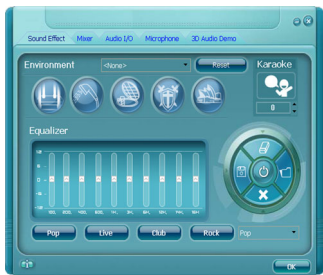 Sound Effect Mixer Audio I/O Microphone 3D Audio Demo
Environment <None> Reset Karaoke
0
Equalizer
Pop Live Club Rock Pop
OK